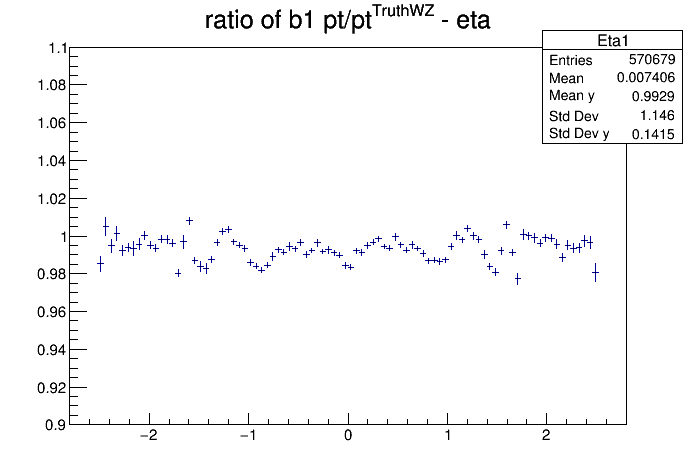 ratio of b1 pt/pt^TruthWZ - eta
Eta1
Entries 570679
Mean 0.007406
Mean y 0.9929
Std Dev 1.146
Std Dev y 0.1415
1.1
1.08
1.06
1.04
1.02
1
0.98
0.96
0.94
0.92
0.9
−2 −1 0 1 2